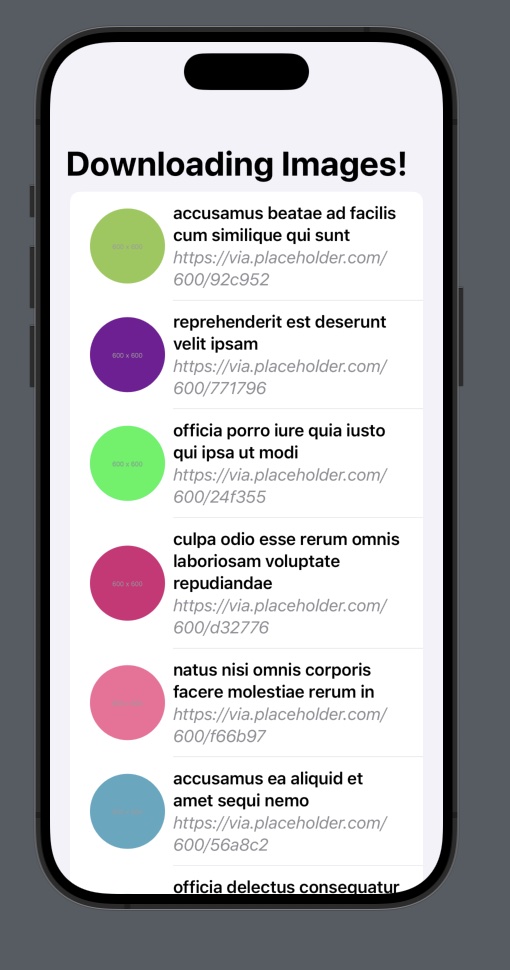 Downloading Images!
accusamus beatae ad facilis
cum similique qui sunt
https://via.placeholder.com/
600/92c952
600 x 600
reprehenderit est deserunt
velit ipsam
https://via.placeholder.com/
600/771796
600 x 600
officia porro iure quia iusto
qui ipsa ut modi
https://via.placeholder.com/
600/24f355
600 x 600
culpa odio esse rerum omnis
laboriosam voluptate
repudiandae
https://via.placeholder.com/
600/d32776
natus nisi omnis corporis
facere molestiae rerum in
https://via.placeholder.com/
600/f66b97
accusamus ea aliquid et
amet sequi nemo
https://via.placeholder.com/
600/56a8c2
officia delectus consequatur